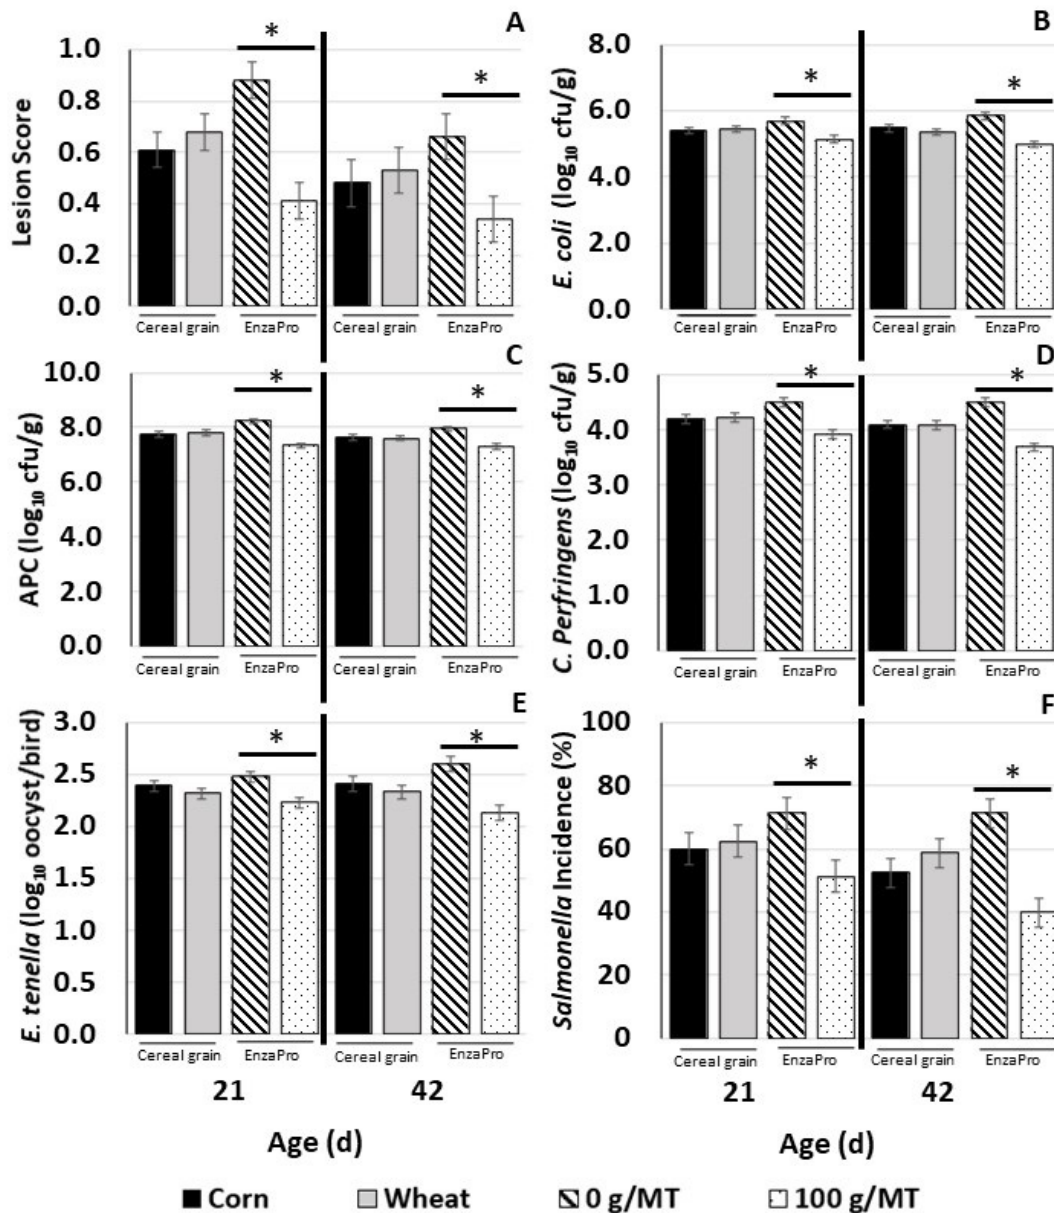 A
Lesion Score
1.0
0.8
0.6
0.4
0.2
0.0
*
*
Cereal grain
EnzaPro
Cereal grain
EnzaPro
B
E. coli (log10 cfu/g)
8.0
6.0
4.0
2.0
0.0
*
*
Cereal grain
EnzaPro
Cereal grain
EnzaPro
C
APC (log10 cfu/g)
10.0
8.0
6.0
4.0
2.0
0.0
*
*
Cereal grain
EnzaPro
Cereal grain
EnzaPro
D
C. Perfringens (log10 cfu/g)
5.0
4.0
3.0
2.0
1.0
0.0
*
*
Cereal grain
EnzaPro
Cereal grain
EnzaPro
E
E. tenella (log10 oocyst/bird)
3.0
2.5
2.0
1.5
1.0
0.5
0.0
*
*
Cereal grain
EnzaPro
Cereal grain
EnzaPro
21
42
Age (d)
F
Salmonella Incidence (%)
100
80
60
40
20
0
*
*
Cereal grain
EnzaPro
Cereal grain
EnzaPro
21
42
Age (d)
Corn
Wheat
0 g/MT
100 g/MT